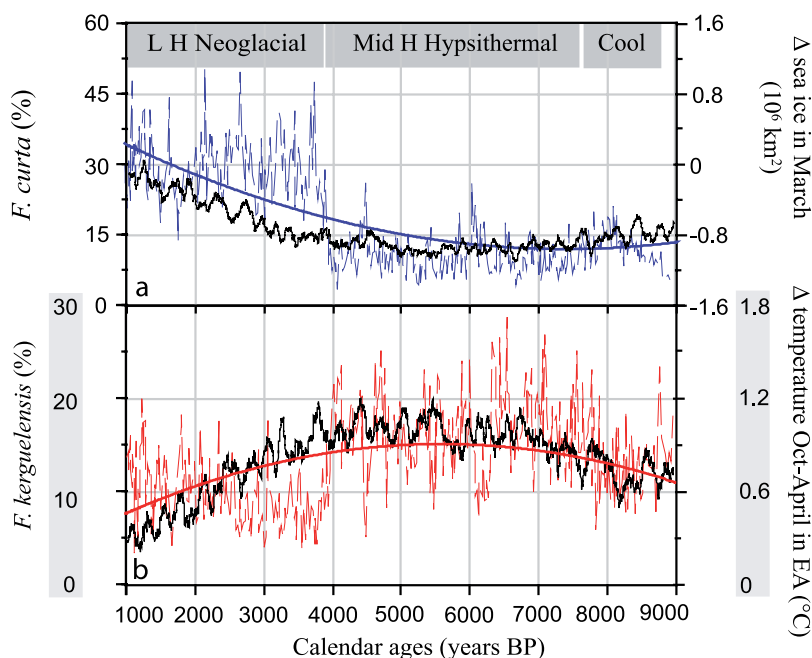 60
45
30
15
0
F. curta (%)
L H Neoglacial
Mid H Hypsithermal
Cool
1.6
0.8
0
-0.8
-1.6
Δ sea ice in March
(10⁶ km²)
a
30
20
10
0
F. kerguelensis (%)
1.8
1.2
0.6
0
Δ temperature Oct-April in EA (°C)
b
1000 2000 3000 4000 5000 6000 7000 8000 9000
Calendar ages (years BP)